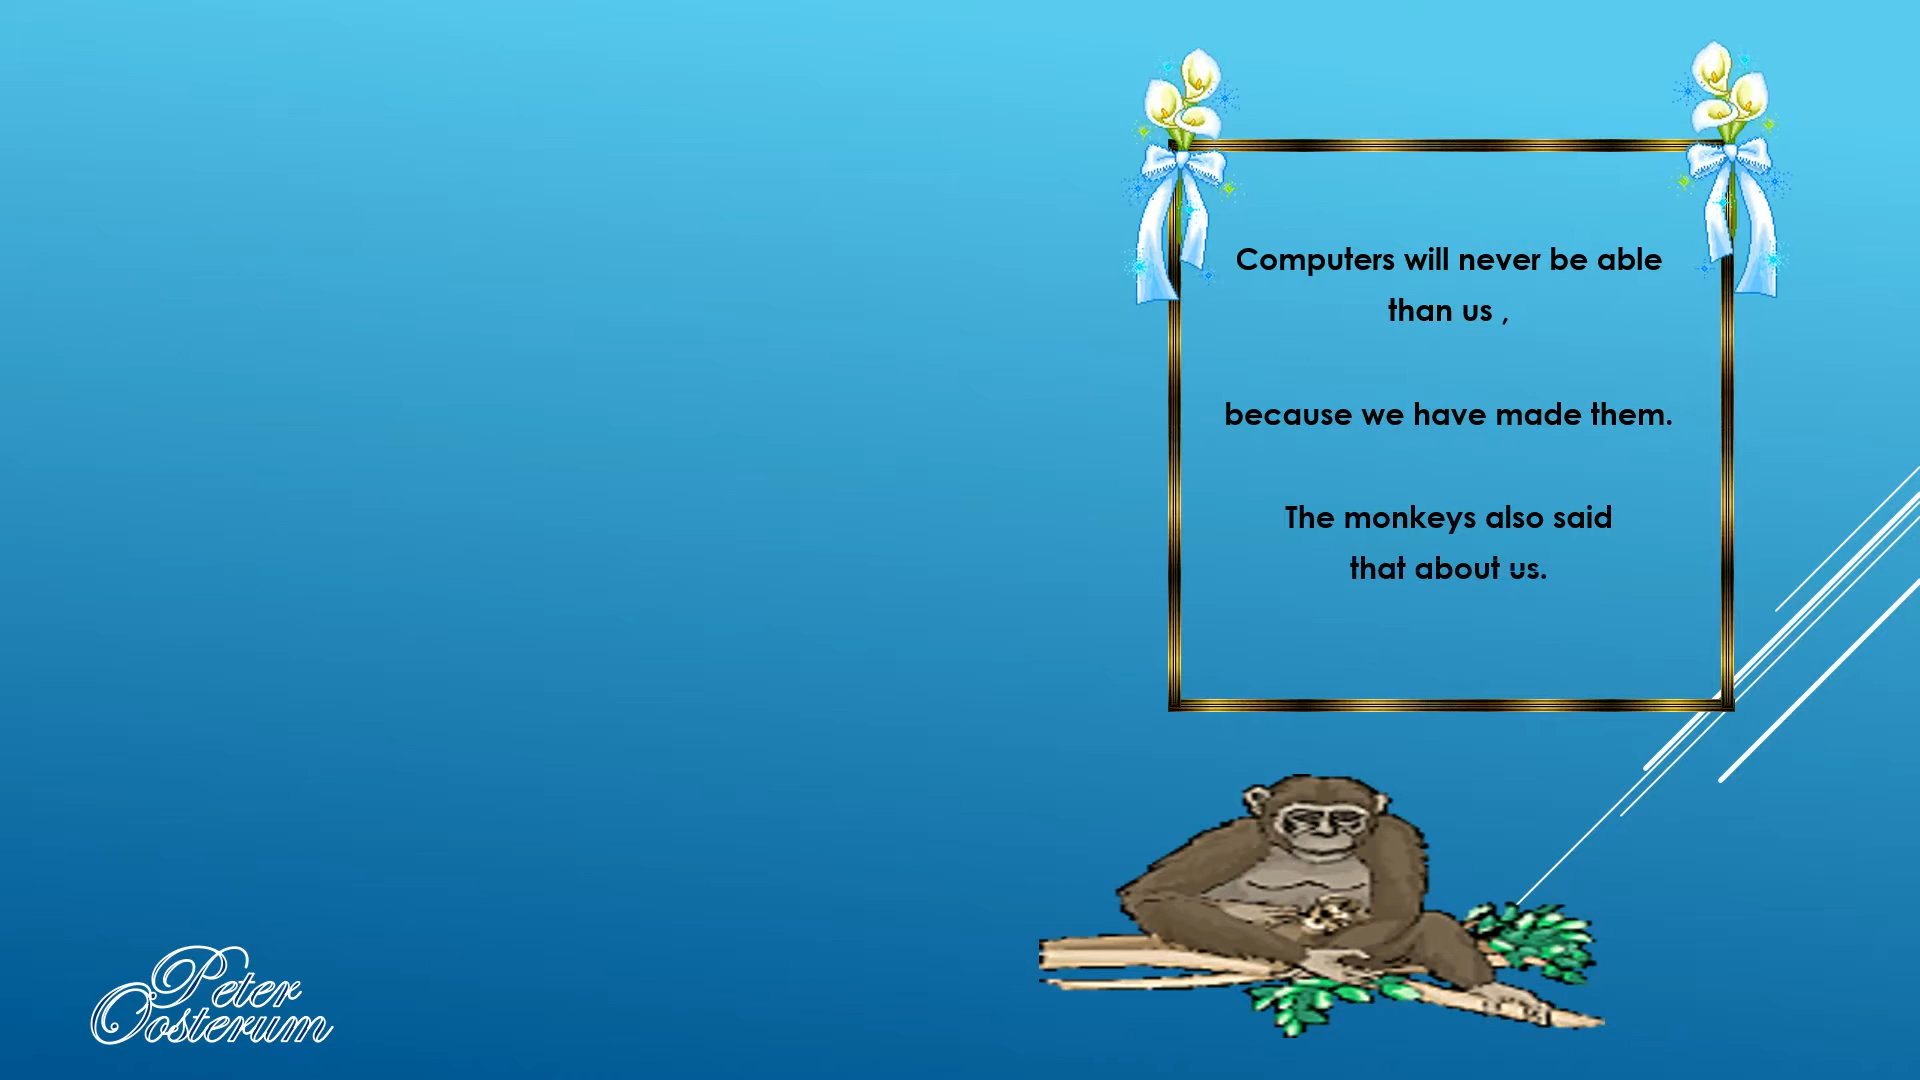 Computers will never be able
than us ,
because we have made them.
The monkeys also said
that about us.
Peter
Oosterum